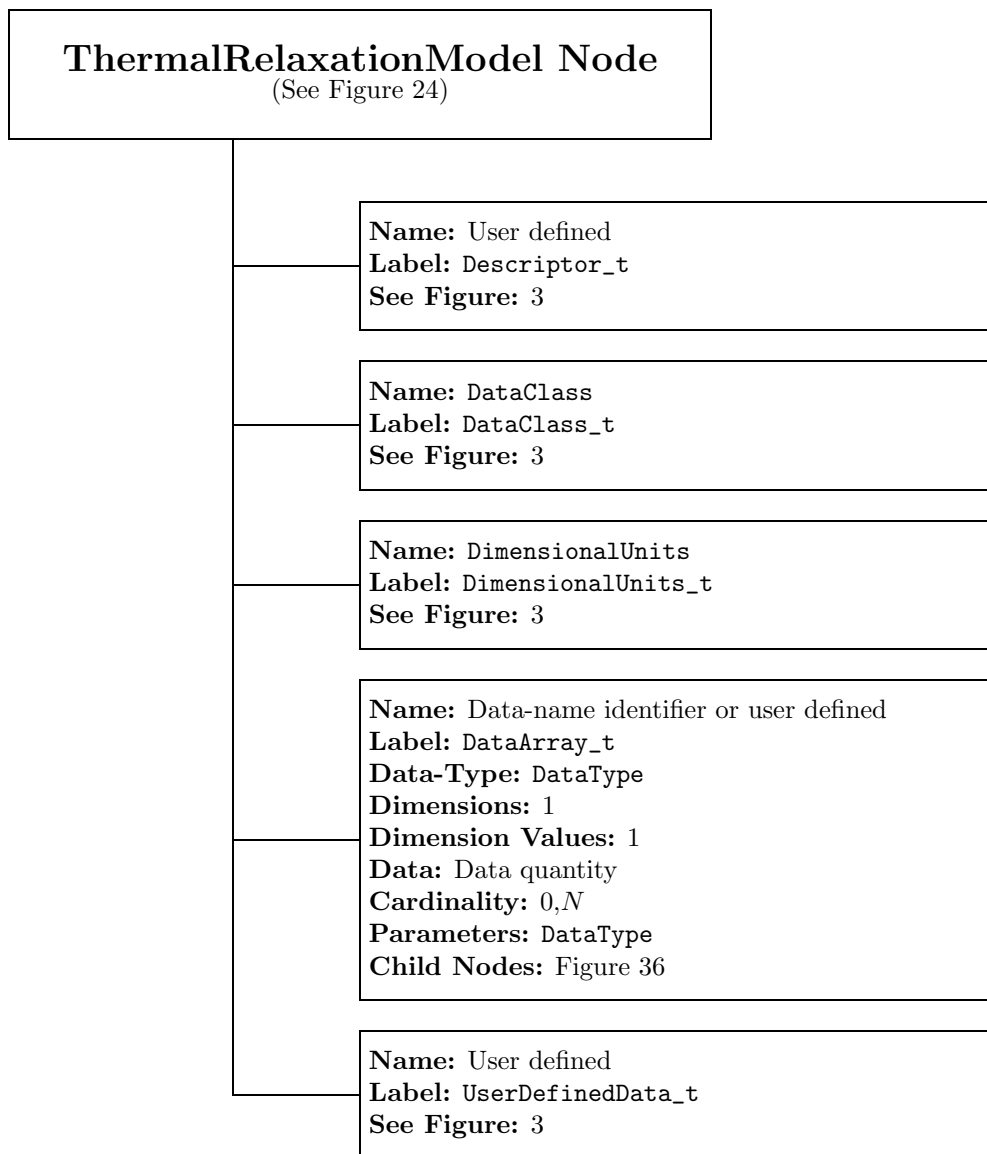 ThermalRelaxationModel Node
(See Figure 24)
Name: User defined
Label: Descriptor_t
See Figure: 3
Name: DataClass
Label: DataClass_t
See Figure: 3
Name: DimensionalUnits
Label: DimensionalUnits_t
See Figure: 3
Name: Data-name identifier or user defined
Label: DataArray_t
Data-Type: DataType
Dimensions: 1
Dimension Values: 1
Data: Data quantity
Cardinality: 0,N
Parameters: DataType
Child Nodes: Figure 36
Name: User defined
Label: UserDefinedData_t
See Figure: 3